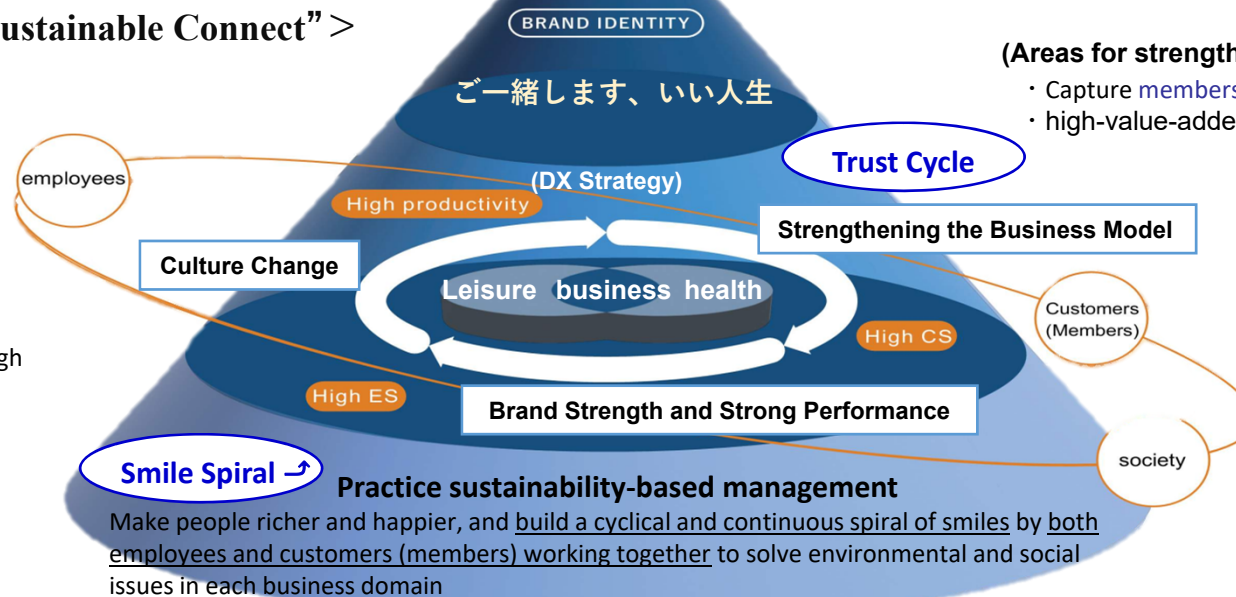 ustainable Connect” >
BRAND IDENTITY
ご一緒します、いい人生
(Areas for strength
・Capture members
・high-value-adde
Trust Cycle
employees
(DX Strategy)
High productivity
Strengthening the Business Model
Culture Change
Leisure business health
Customers
(Members)
High CS
gh
High ES
Brand Strength and Strong Performance
society
Smile Spiral ⤴
Practice sustainability-based management
Make people richer and happier, and build a cyclical and continuous spiral of smiles by both
employees and customers (members) working together to solve environmental and social
issues in each business domain